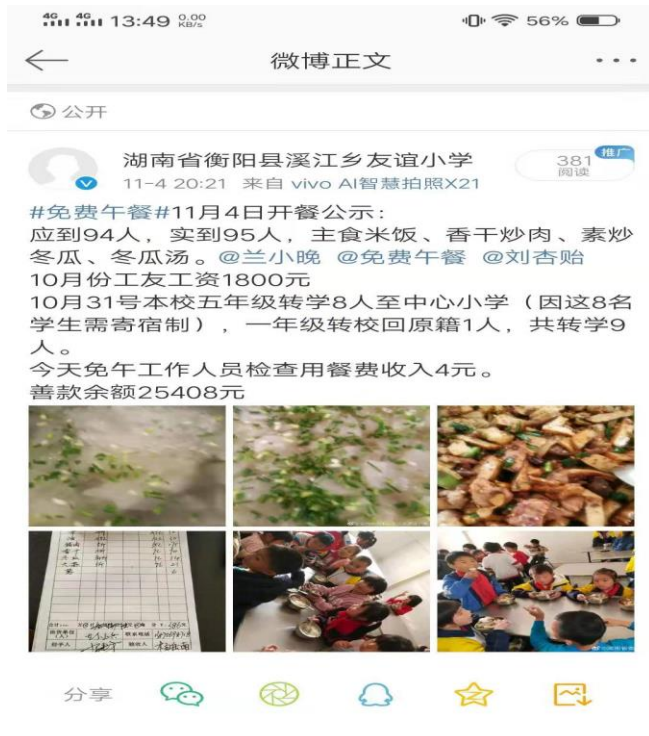 4G 4G 13:49 0.00 KB/s 56%
微博正文
公开
湖南省衡阳县溪江乡友谊小学
381 阅读 推广
11-4 20:21 来自 vivo AI智慧拍照X21
#免费午餐#11月4日开餐公示:
应到94人，实到95人，主食米饭、香干炒肉、素炒
冬瓜、冬瓜汤。@兰小晚 @免费午餐 @刘杏贻
10月份工友工资1800元
10月31号本校五年级转学8人至中心小学（因这8名
学生需寄宿制），一年级转校回原籍1人，共转学9
人。
今天免午工作人员检查用餐费收入4元。
善款余额25408元
分享